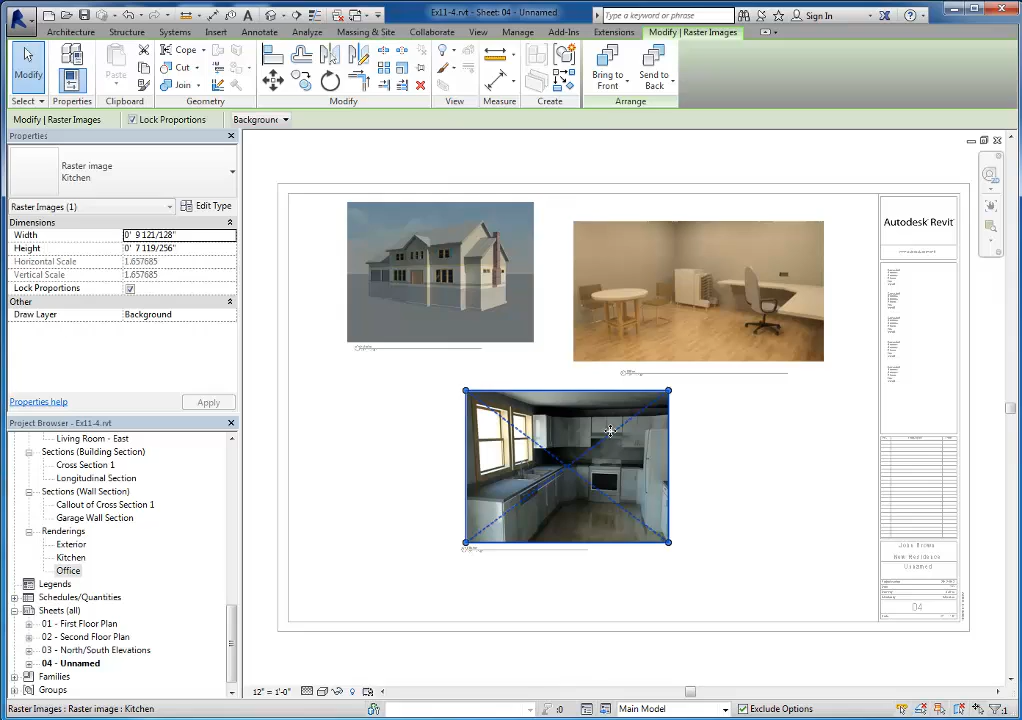 Ex11-4.rvt - Sheet: 04 - Unnamed
Type a keyword or phrase
Sign In
Architecture Structure Systems Insert Annotate Analyze Massing & Site Collaborate View Manage Add-Ins Extensions Modify | Raster Images
Modify
Paste
Cope
Cut
Join
Bring to Front
Send to Back
Select Properties Clipboard Geometry Modify View Measure Create Arrange
Modify | Raster Images
Lock Proportions
Background
Properties
Raster image
Kitchen
Raster Images (1)
Edit Type
Dimensions
Width 0' 9 121/128"
Height 0' 7 119/256"
Horizontal Scale 1.657685
Vertical Scale 1.657685
Lock Proportions
Other
Draw Layer Background
Properties help
Apply
Project Browser - Ex11-4.rvt
Living Room - East
Sections (Building Section)
Cross Section 1
Longitudinal Section
Sections (Wall Section)
Callout of Cross Section 1
Garage Wall Section
Renderings
Exterior
Kitchen
Office
Legends
Schedules/Quantities
Sheets (all)
01 - First Floor Plan
02 - Second Floor Plan
03 - North/South Elevations
04 - Unnamed
Families
Groups
Autodesk Revit
New Residence
Unnamed
04
12" = 1'-0"
Raster Images : Raster image: Kitchen
:0
Main Model
Exclude Options
:1